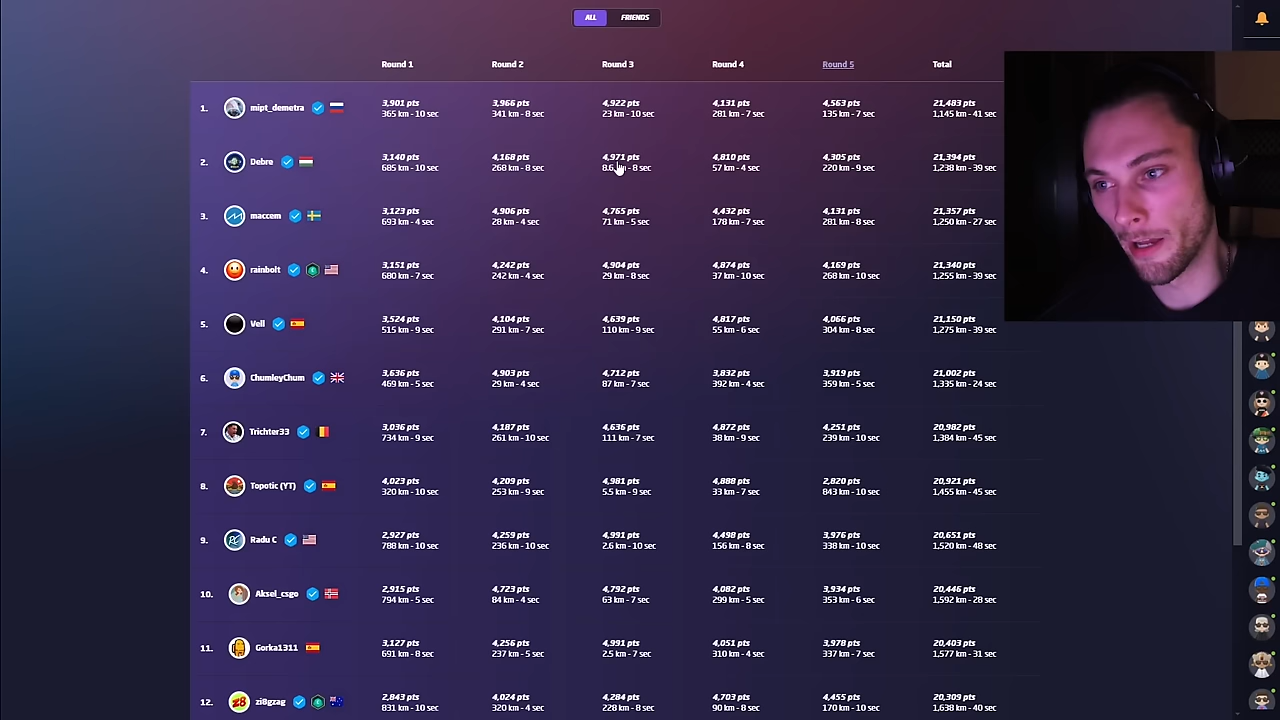 ALL FRIENDS
Round 1 Round 2 Round 3 Round 4 Round 5 Total
1. mipt_demetra 3,901 pts 3,966 pts 4,922 pts 4,131 pts 4,563 pts 21,483 pts
365 km - 10 sec 341 km - 8 sec 23 km - 10 sec 281 km - 7 sec 135 km - 7 sec 1,145 km - 41 sec
2. Debre 3,140 pts 4,168 pts 4,971 pts 4,810 pts 4,305 pts 21,394 pts
685 km - 10 sec 268 km - 8 sec km - 8 sec 57 km - 4 sec 220 km - 9 sec 1,238 km - 39 sec
3. maccem 3,123 pts 4,906 pts 4,765 pts 4,432 pts 4,131 pts 21,357 pts
693 km - 4 sec 28 km - 4 sec 71 km - 5 sec 178 km - 7 sec 281 km - 8 sec 1,250 km - 27 sec
4. rainbolt 3,151 pts 4,242 pts 4,904 pts 4,874 pts 4,169 pts 21,340 pts
680 km - 7 sec 242 km - 4 sec 29 km - 8 sec 37 km - 10 sec 268 km - 10 sec 1,255 km - 39 sec
5. Vell 3,524 pts 4,104 pts 4,639 pts 4,817 pts 4,066 pts 21,150 pts
515 km - 9 sec 291 km - 7 sec 110 km - 9 sec 55 km - 6 sec 304 km - 8 sec 1,275 km - 39 sec
6. ChumleyChum 3,636 pts 4,903 pts 4,712 pts 3,832 pts 3,919 pts 21,002 pts
469 km - 5 sec 29 km - 4 sec 87 km - 7 sec 392 km - 4 sec 359 km - 5 sec 1,335 km - 24 sec
7. Trichter33 3,036 pts 4,187 pts 4,636 pts 4,872 pts 4,251 pts 20,982 pts
734 km - 9 sec 261 km - 10 sec 111 km - 7 sec 38 km - 9 sec 239 km - 10 sec 1,384 km - 45 sec
8. Topotic (YT) 4,023 pts 4,209 pts 4,981 pts 4,888 pts 2,820 pts 20,921 pts
320 km - 10 sec 253 km - 9 sec 5.5 km - 9 sec 33 km - 7 sec 843 km - 10 sec 1,455 km - 45 sec
9. Radu C 2,927 pts 4,259 pts 4,991 pts 4,498 pts 3,976 pts 20,651 pts
788 km - 10 sec 236 km - 10 sec 2.6 km - 10 sec 156 km - 8 sec 338 km - 10 sec 1,520 km - 48 sec
10. Aksel_csgo 2,915 pts 4,723 pts 4,792 pts 4,082 pts 3,934 pts 20,446 pts
794 km - 5 sec 84 km - 4 sec 63 km - 7 sec 299 km - 5 sec 353 km - 6 sec 1,592 km - 28 sec
11. Gorka1311 3,127 pts 4,256 pts 4,991 pts 4,051 pts 3,978 pts 20,403 pts
691 km - 8 sec 237 km - 5 sec 2.5 km - 7 sec 310 km - 4 sec 337 km - 7 sec 1,577 km - 31 sec
12. zi8gzag 2,843 pts 4,024 pts 4,284 pts 4,703 pts 4,455 pts 20,309 pts
831 km - 10 sec 320 km - 4 sec 228 km - 8 sec 90 km - 8 sec 170 km - 10 sec 1,638 km - 40 sec